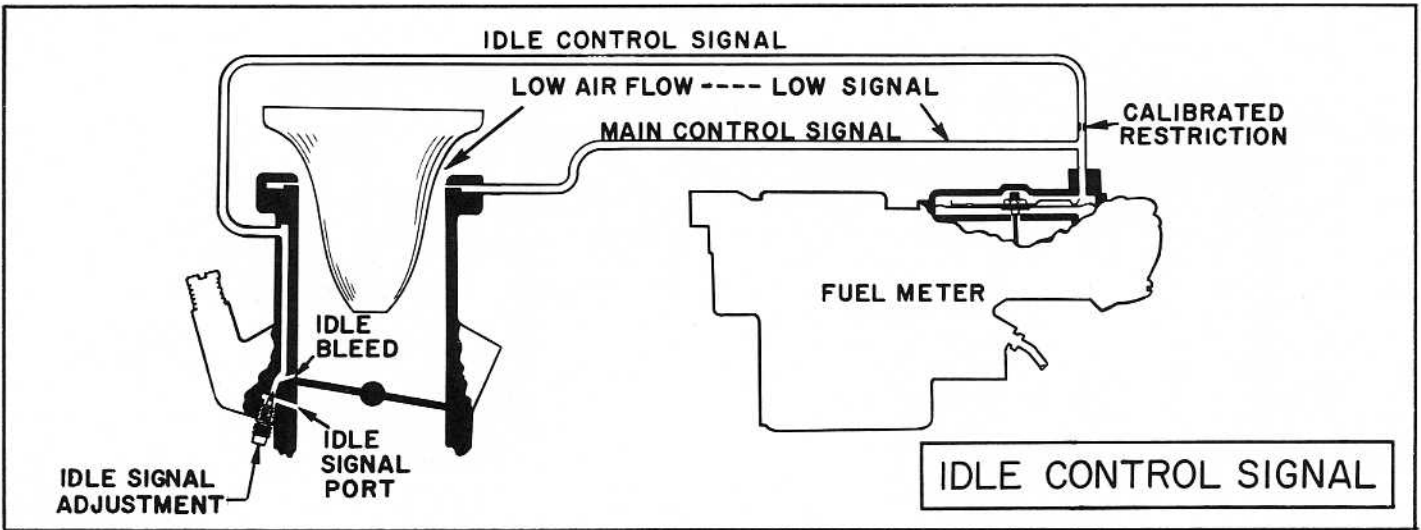 IDLE CONTROL SIGNAL
LOW AIR FLOW ---- LOW SIGNAL
MAIN CONTROL SIGNAL
CALIBRATED
RESTRICTION
FUEL METER
IDLE
BLEED
IDLE
SIGNAL
PORT
IDLE SIGNAL
ADJUSTMENT
IDLE CONTROL SIGNAL